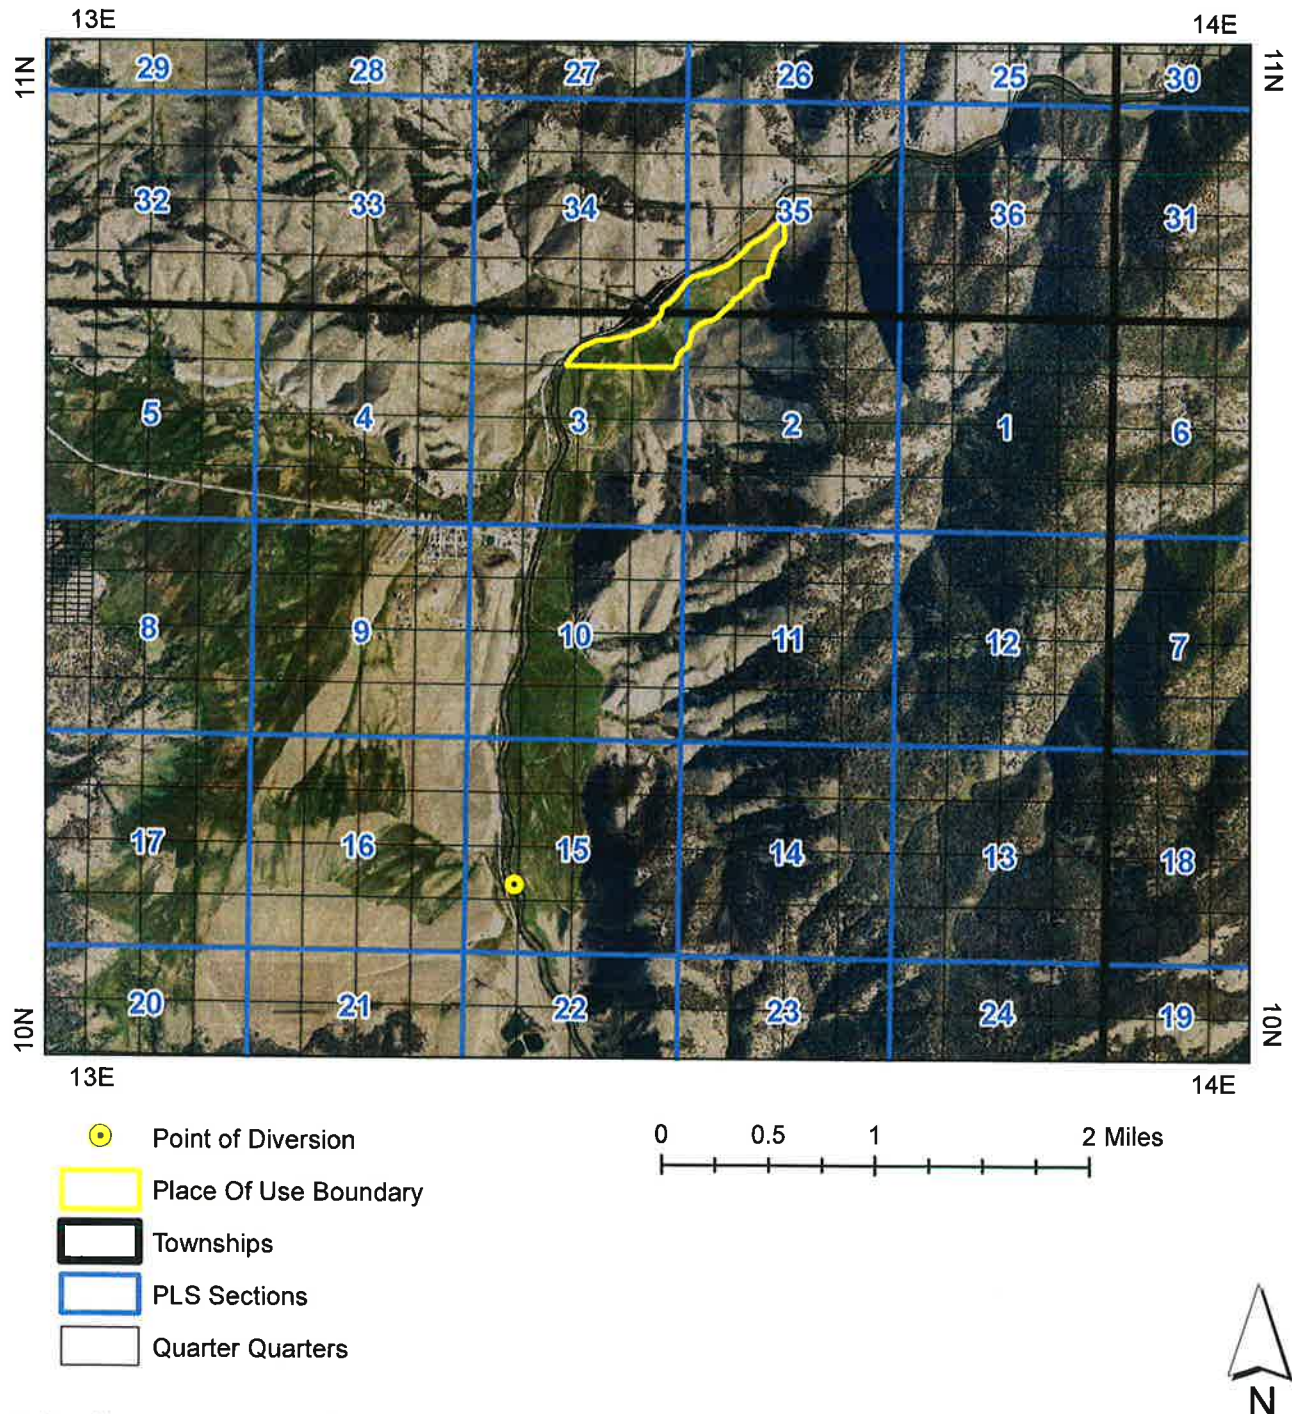 13E 14E
11N 11N
29 28 27 26 25 30
32 33 34 35 36 31
5 4 3 2 1 6
8 9 10 11 12 7
17 16 15 14 13 18
20 21 22 23 24 19
10N 10N
13E 14E
Point of Diversion
Place Of Use Boundary
Townships
PLS Sections
Quarter Quarters
0 0.5 1 2 Miles
N